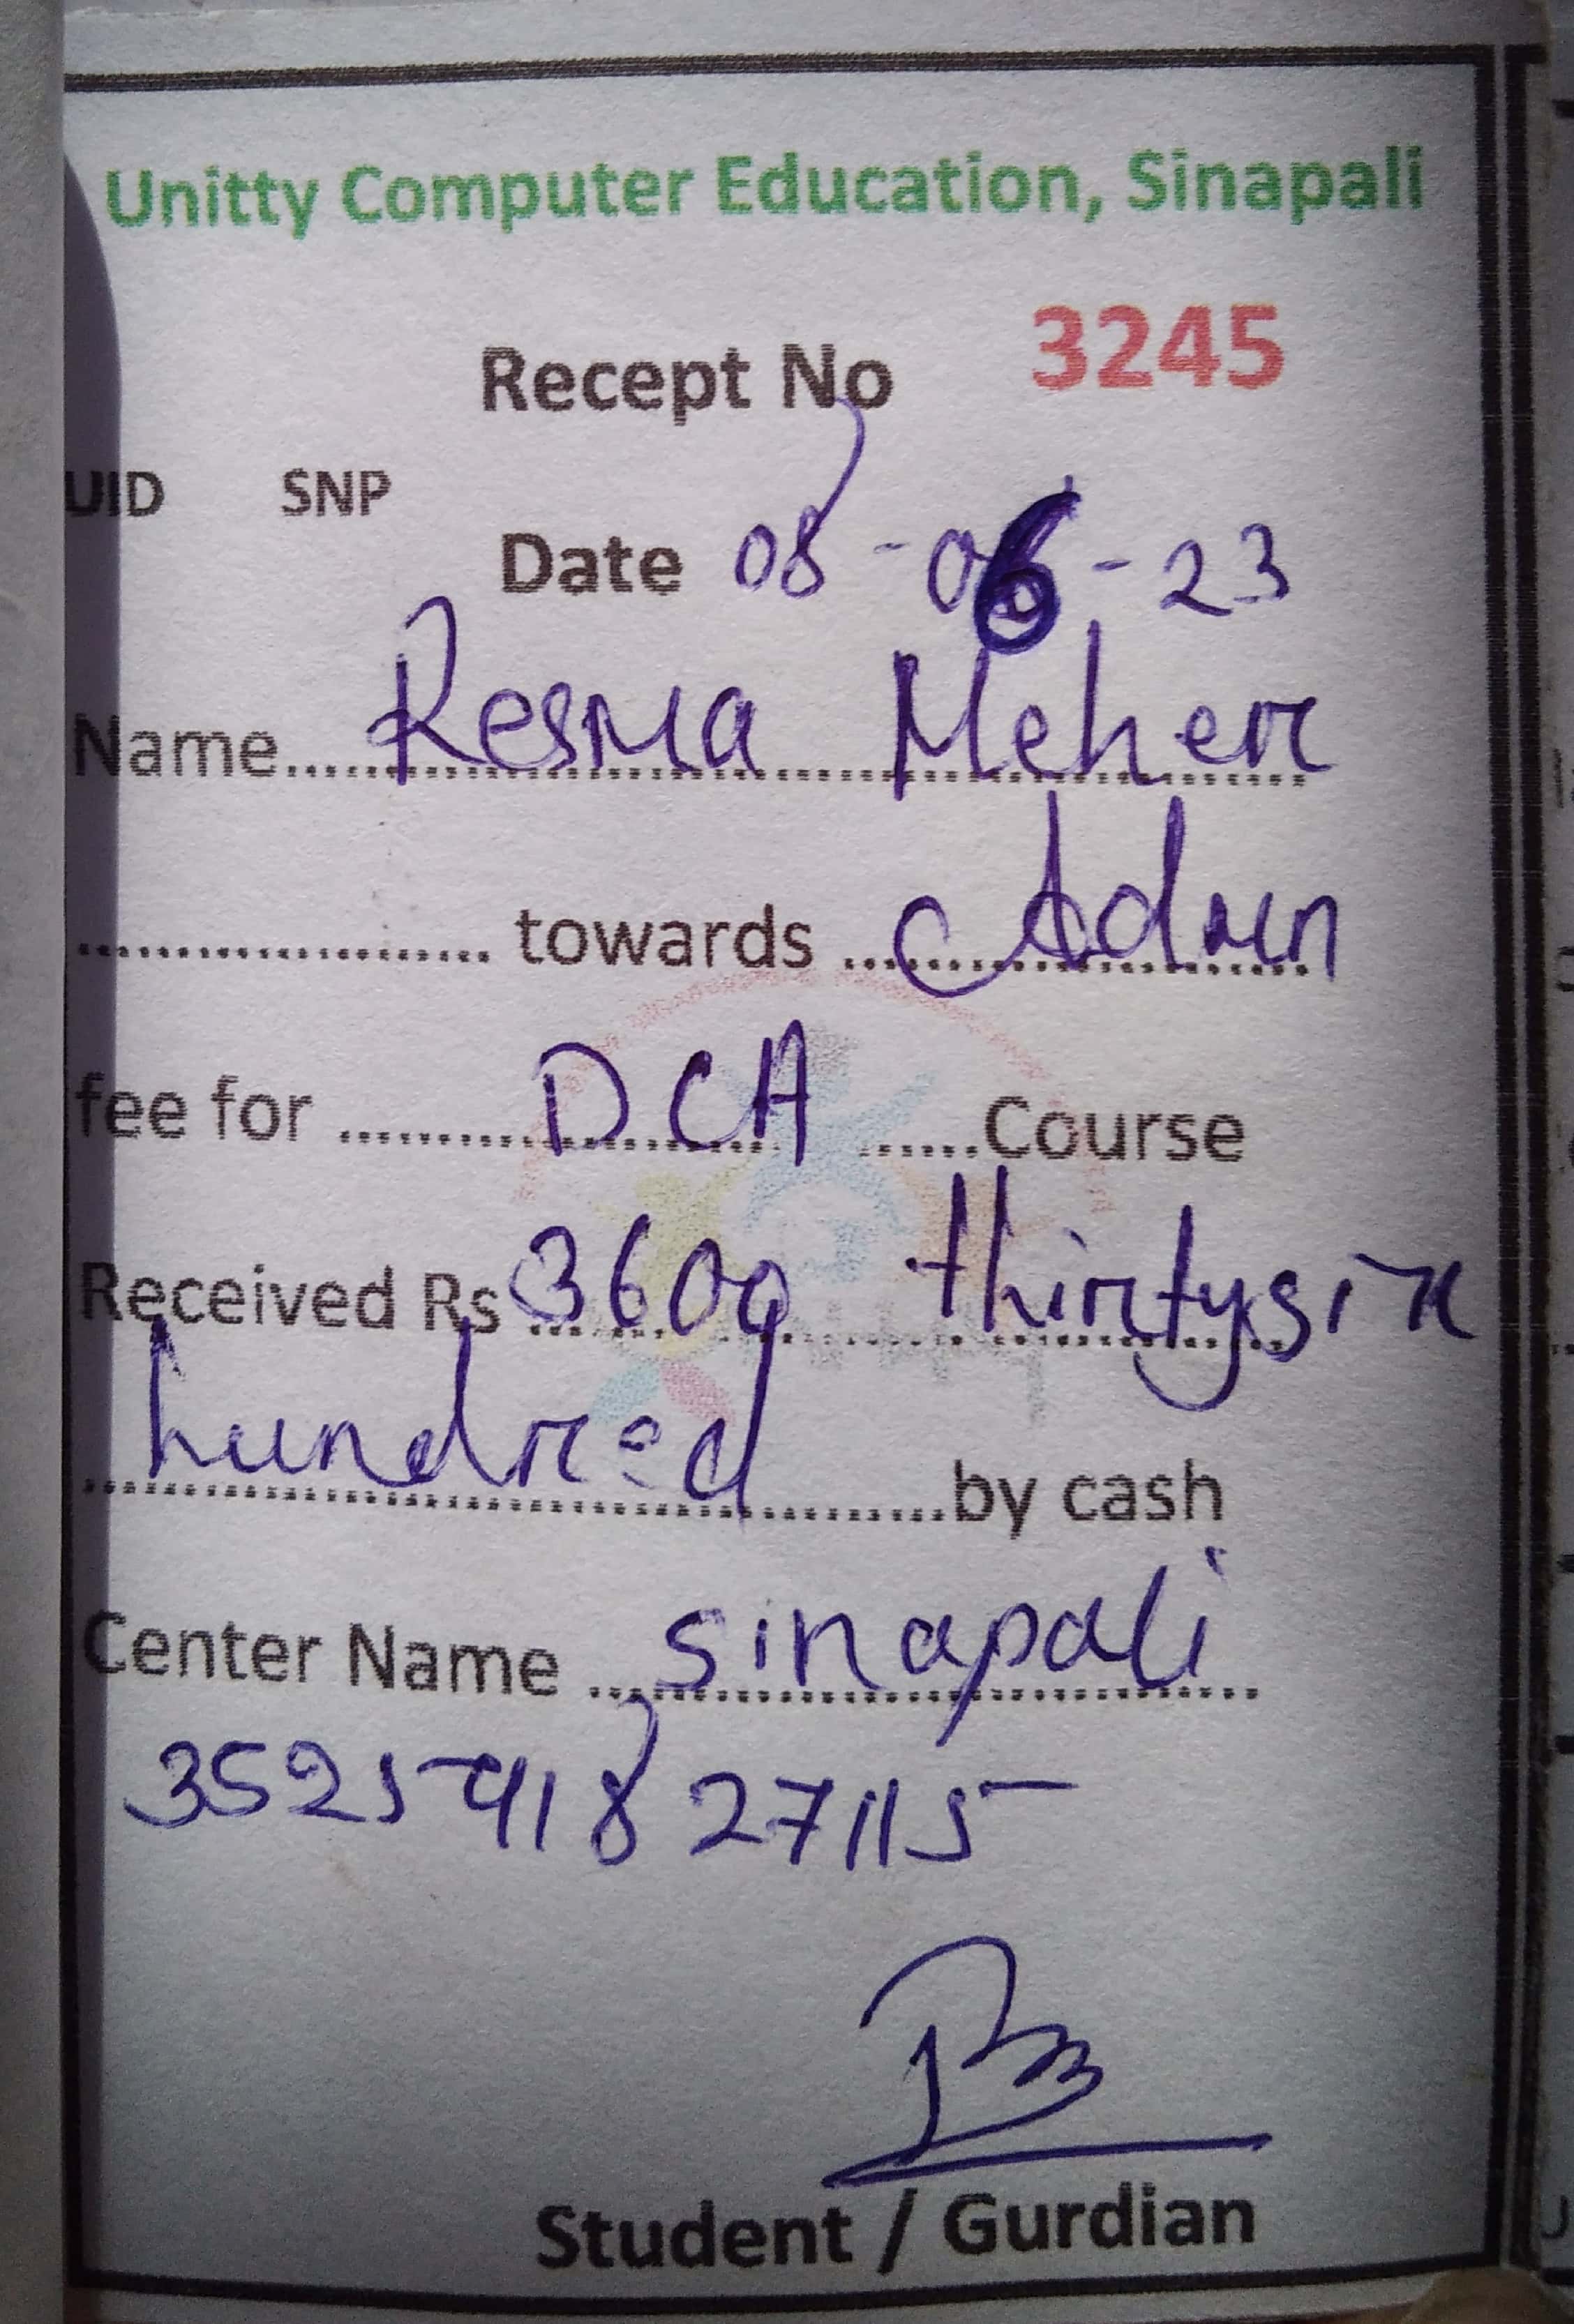 Unitty Computer Education, Sinapali
Recept No 3245
UID SNP
Date 08-06-23
Name...... Resma Meher
..................... towards ... Admn
fee for ......... DCA ......Course
Received Rs 3600 thirtysix
hundred .........by cash
Center Name ... sinapali
352591827115
Student / Gurdian